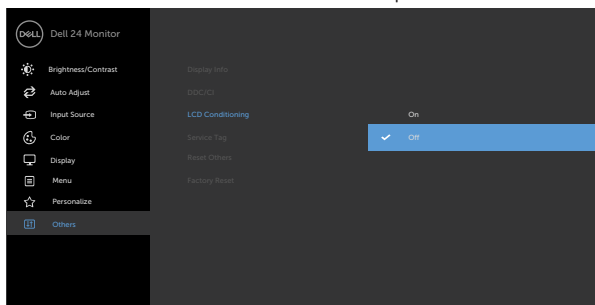 DELL
Dell 24 Monitor
Brightness/Contrast
Auto Adjust
Input Source
Color
Display
Menu
Personalize
Others
Display Info
DDC/CI
LCD Conditioning
Service Tag
Reset Others
Factory Reset
On
Off